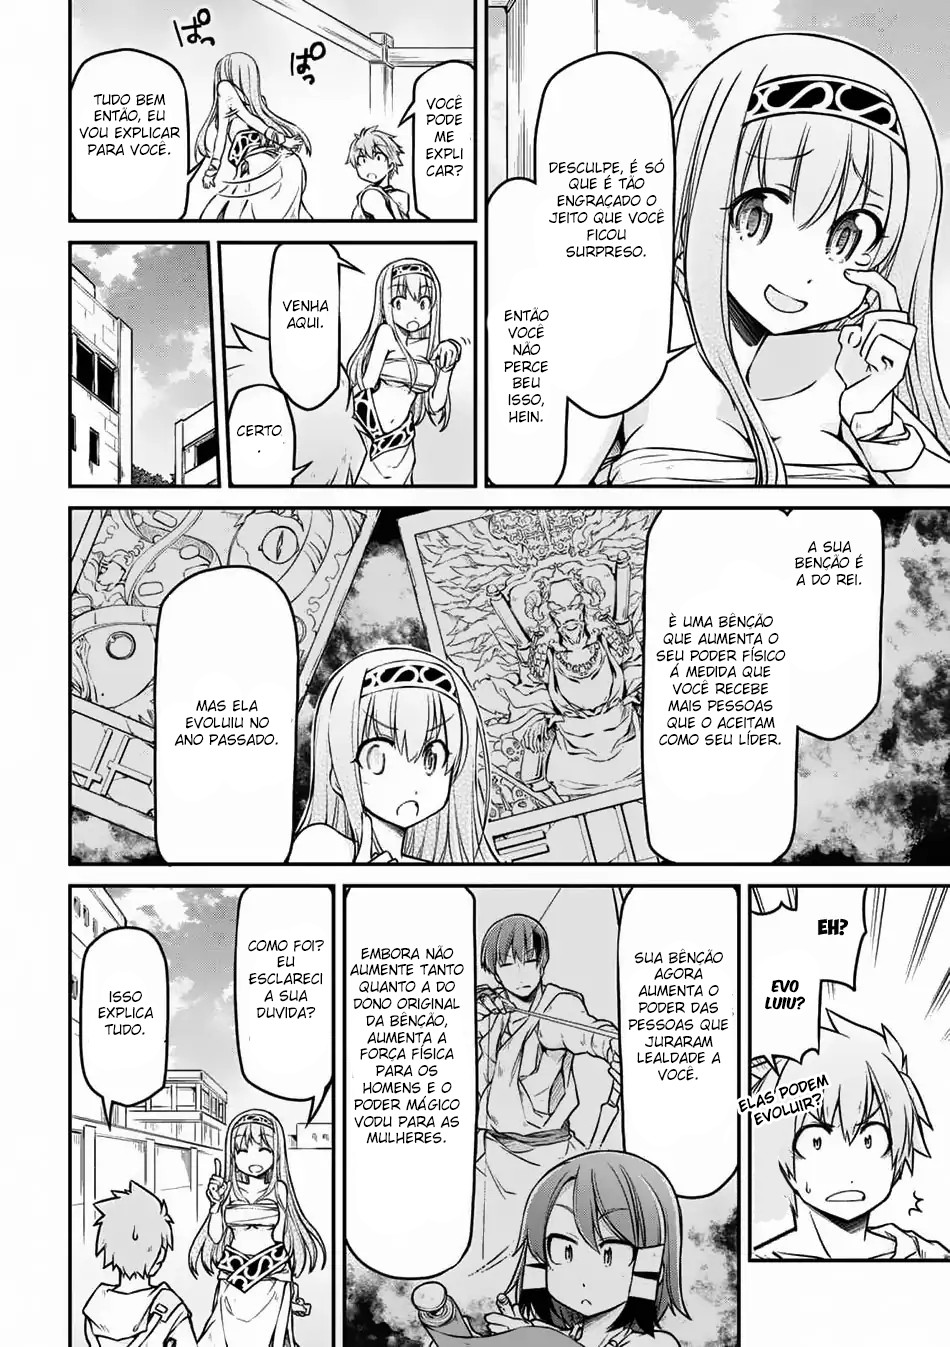 DESCULPE, É SÓ
QUE É TÃO
ENGRAÇADO O
JEITO QUE VOCÊ
FICOU
SURPRESO.
ENTÃO
VOCÊ
NÃO
PERCE
BEU
ISSO,
HEIN.
VOCÊ
PODE
ME
EXPLI
CAR?
ぱっ
ぱっ
TUDO BEM
ENTÃO, EU
VOU EXPLICAR
PARA VOCÊ.
VENHA
AQUI.
CERTO.
A SUA
BENÇÃO É
A DO REI.
È UMA BÊNÇÃO
QUE AUMENTA O
SEU PODER FÍSICO
Á MEDIDA QUE
VOCÊ RECEBE
MAIS PESSOAS
QUE O ACEITAM
COMO SEU LÍDER.
MAS ELA
EVOLUIU NO
ANO PASSADO.
EH?
EVO
LUIU?
ELAS PODEM
EVOLUIR?
SUA BÊNÇÃO
AGORA
AUMENTA O
PODER DAS
PESSOAS QUE
JURARAM
LEALDADE A
VOCÊ.
EMBORA NÃO
AUMENTE TANTO
QUANTO A DO
DONO ORIGINAL
DA BÊNÇÃO,
AUMENTA A
FORÇA FÍSICA
PARA OS
HOMENS E O
PODER MÁGICO
VODU PARA AS
MULHERES.
COMO FOI?
EU
ESCLARECI
A SUA
DUVIDA?
ISSO
EXPLICA
TUDO.